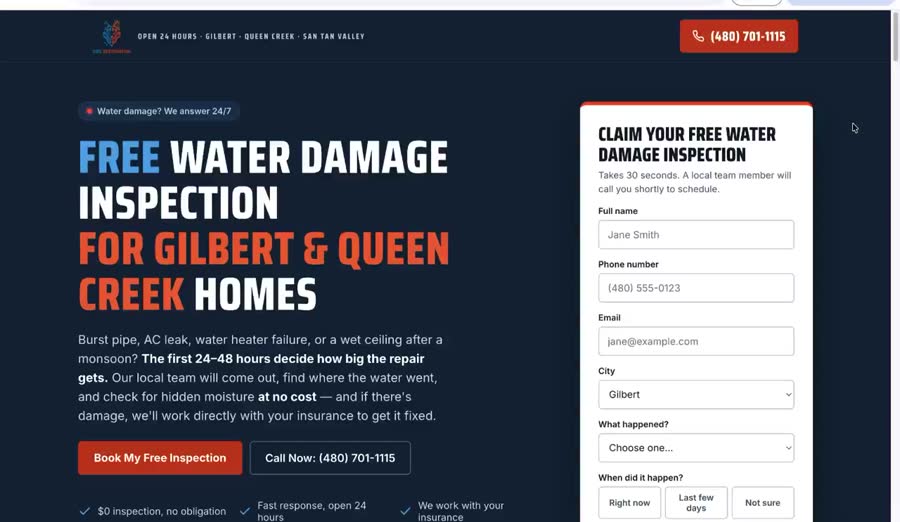 OPEN 24 HOURS · GILBERT · QUEEN CREEK · SAN TAN VALLEY
(480) 701-1115
Water damage? We answer 24/7
FREE WATER DAMAGE
INSPECTION
FOR GILBERT & QUEEN
CREEK HOMES
Burst pipe, AC leak, water heater failure, or a wet ceiling after a
monsoon? The first 24–48 hours decide how big the repair
gets. Our local team will come out, find where the water went,
and check for hidden moisture at no cost — and if there's
damage, we'll work directly with your insurance to get it fixed.
Book My Free Inspection
Call Now: (480) 701-1115
$0 inspection, no obligation
Fast response, open 24
hours
We work with your
insurance
CLAIM YOUR FREE WATER
DAMAGE INSPECTION
Takes 30 seconds. A local team member will
call you shortly to schedule.
Full name
Jane Smith
Phone number
(480) 555-0123
Email
jane@example.com
City
Gilbert
What happened?
Choose one...
When did it happen?
Right now
Last few
days
Not sure